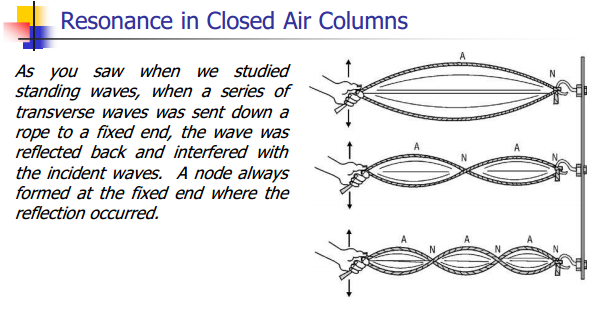 Resonance in Closed Air Columns
As you saw when we studied
standing waves, when a series of
transverse waves was sent down a
rope to a fixed end, the wave was
reflected back and interfered with
the incident waves. A node always
formed at the fixed end where the
reflection occurred.
A
N
A
N
A
N
A
N
A
N
A
N